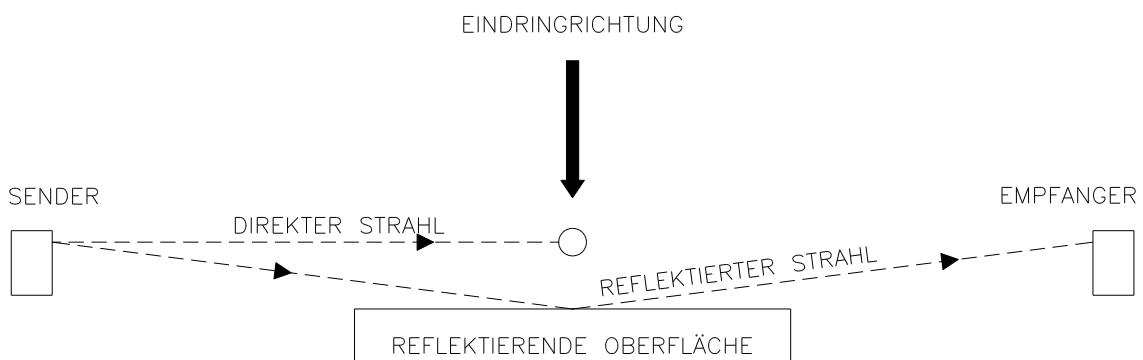 EINDRINGRICHTUNG
SENDER
EMPFANGER
DIREKTER STRAHL
REFLEKTIERTER STRAHL
REFLEKTIERENDE OBERFLÄCHE